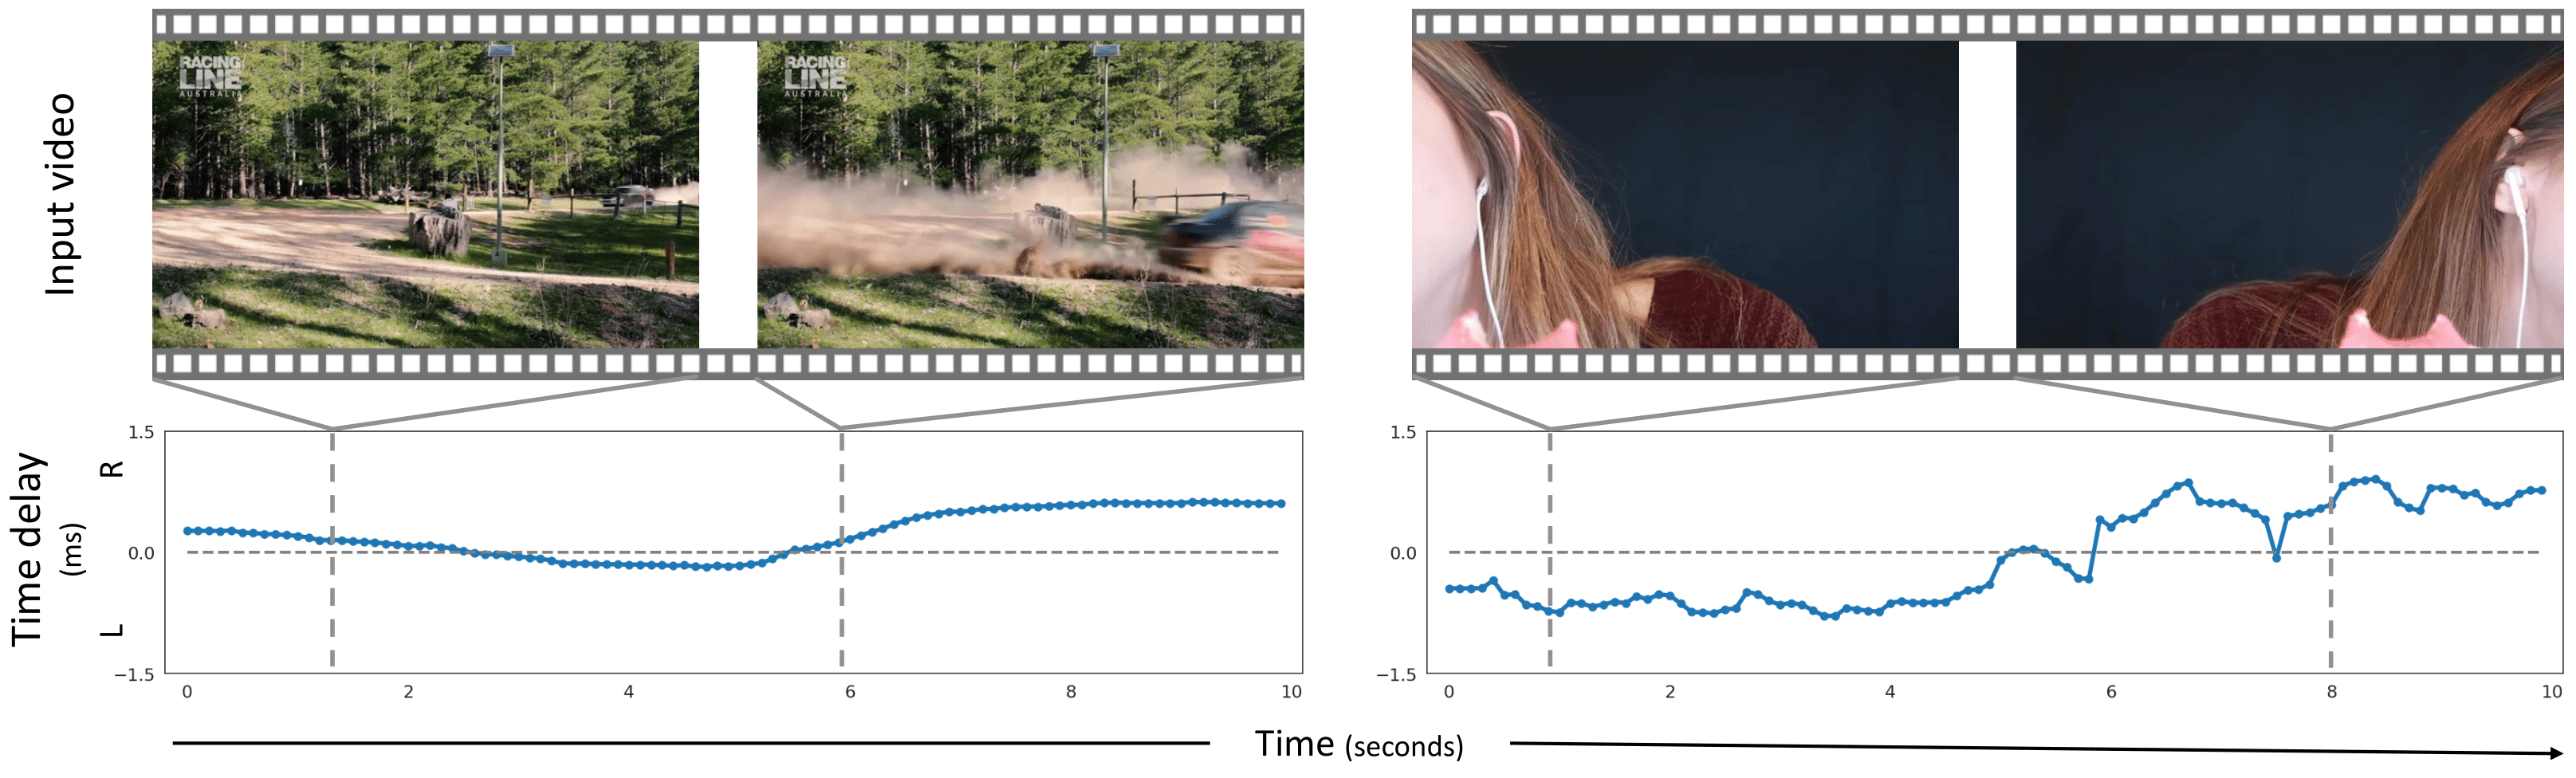 Input video
RACING
LINE
AUSTRALIA
RACING
LINE
AUSTRALIA
Time delay
(ms)
R
L
1.5
0.0
−1.5
0 2 4 6 8 10
1.5
0.0
−1.5
0 2 4 6 8 10
Time (seconds)